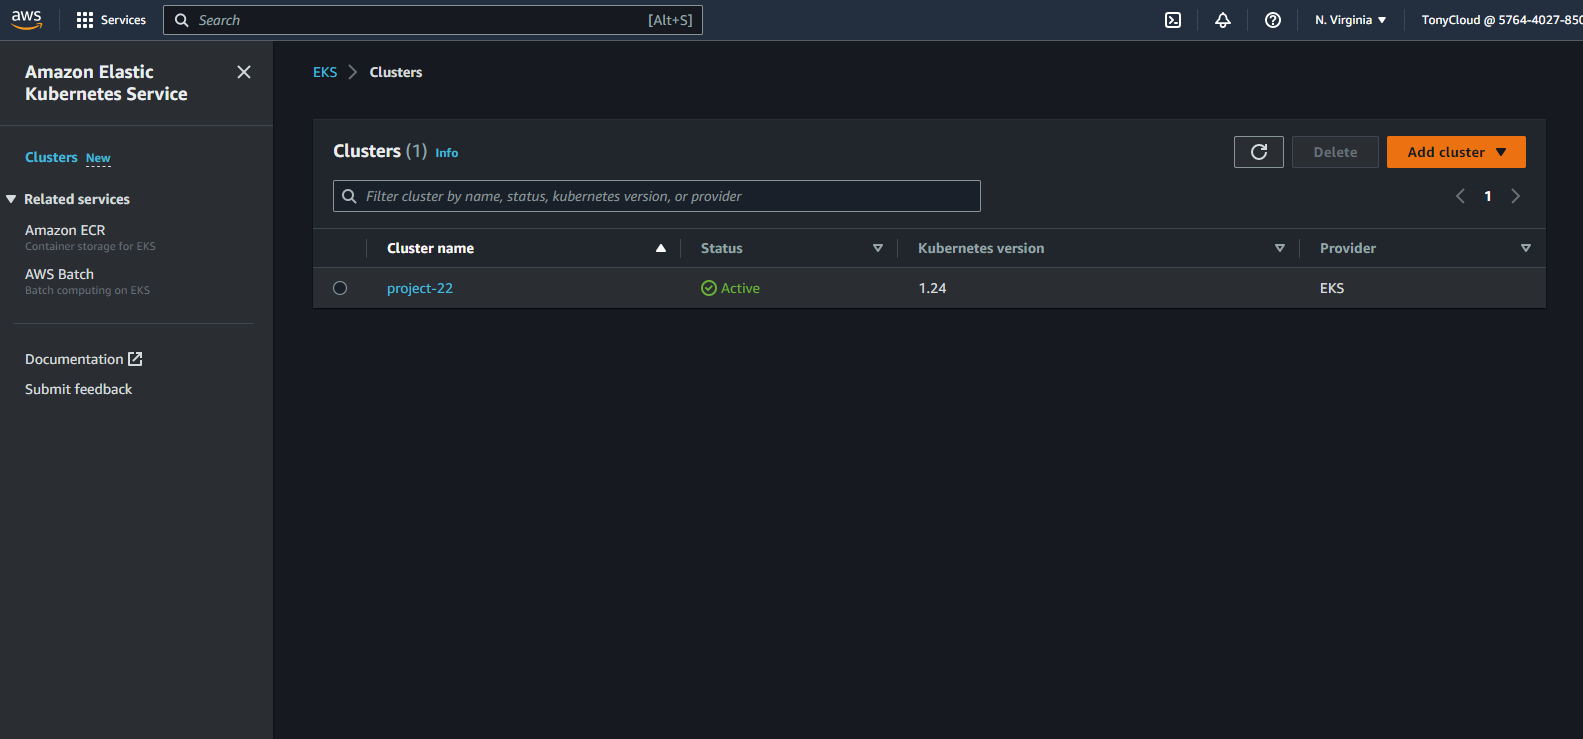 aws
Services
Search [Alt+S]
N. Virginia
TonyCloud @ 5764-4027-850
Amazon Elastic
Kubernetes Service
Clusters New
Related services
Amazon ECR
Container storage for EKS
AWS Batch
Batch computing on EKS
Documentation
Submit feedback
EKS Clusters
Clusters (1) Info
Delete
Add cluster
Filter cluster by name, status, kubernetes version, or provider
1
Cluster name Status Kubernetes version Provider
project-22 Active 1.24 EKS